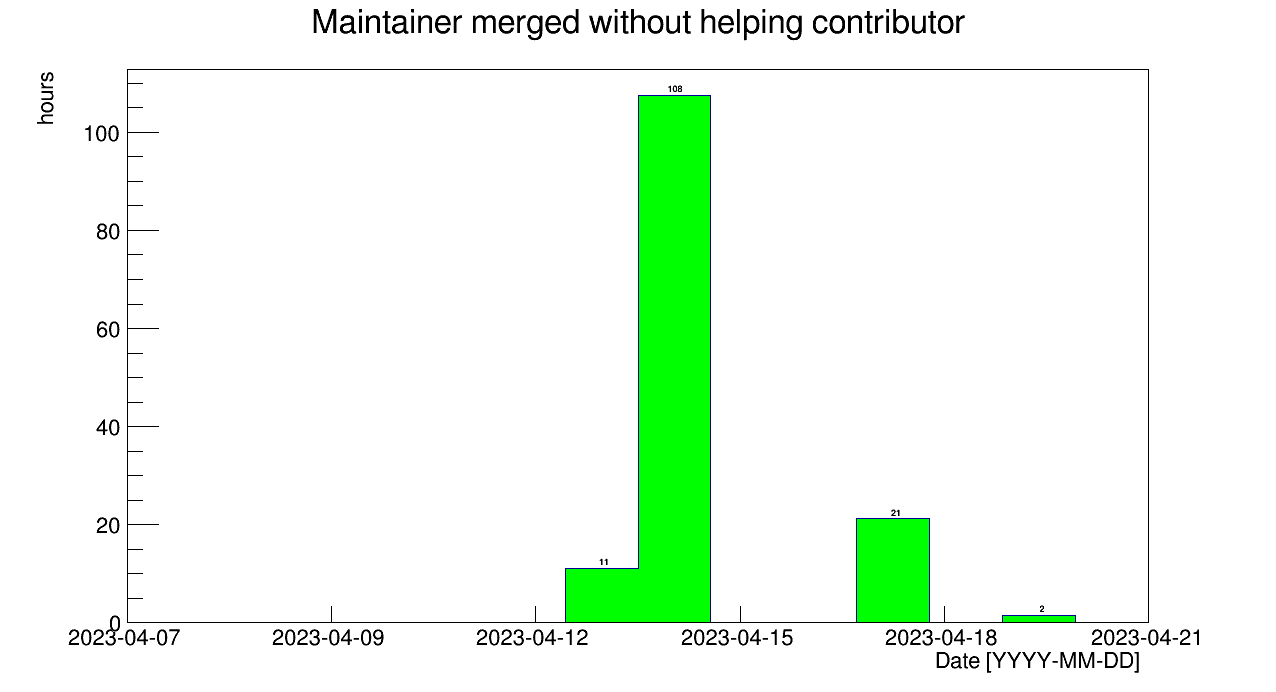 Maintainer merged without helping contributor
hours
108
100
80
60
40
21
20
11
2
0
2023-04-07 2023-04-09 2023-04-12 2023-04-15 2023-04-18 2023-04-21
Date [YYYY-MM-DD]